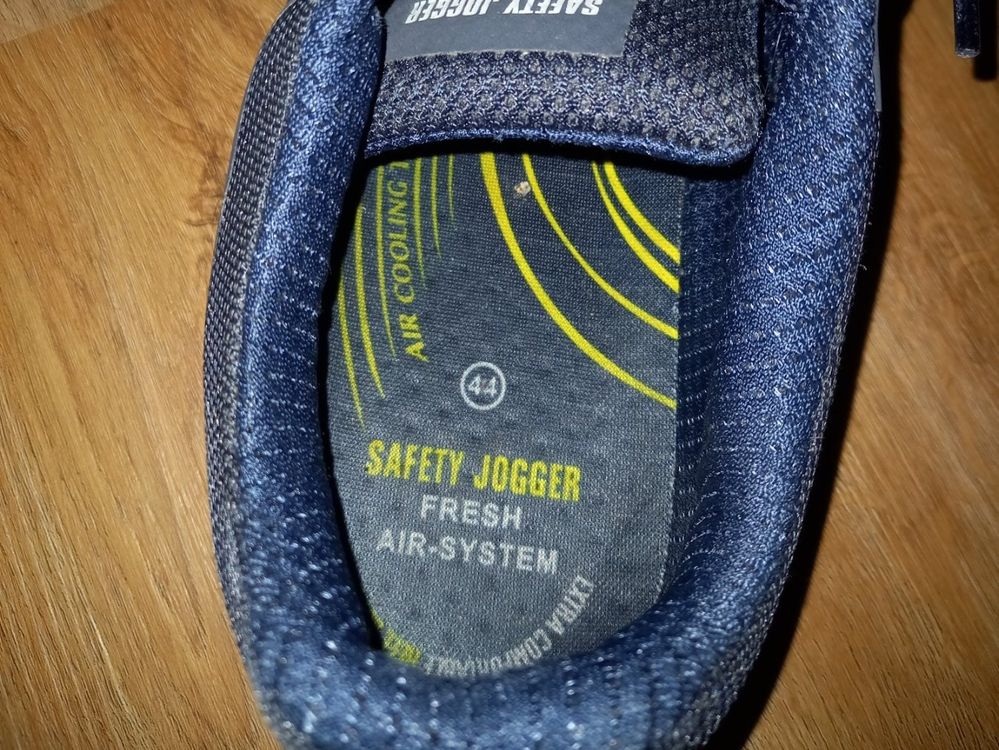 SAFETY JOGGER
AIR COOLING
44
SAFETY JOGGER
FRESH
AIR-SYSTEM
EXTRA COMFORTABLE